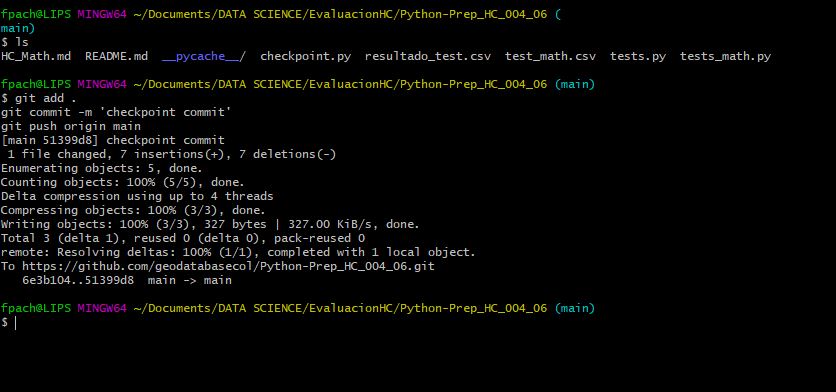 fpach@LIPS MINGW64 ~/Documents/DATA SCIENCE/EvaluacionHC/Python-Prep_HC_004_06 (
main)
$ ls
HC_Math.md  README.md  __pycache__/  checkpoint.py  resultado_test.csv  test_math.csv  tests.py  tests_math.py
fpach@LIPS MINGW64 ~/Documents/DATA SCIENCE/EvaluacionHC/Python-Prep_HC_004_06 (main)
$ git add .
git commit -m 'checkpoint commit'
git push origin main
[main 51399d8] checkpoint commit
 1 file changed, 7 insertions(+), 7 deletions(-)
Enumerating objects: 5, done.
Counting objects: 100% (5/5), done.
Delta compression using up to 4 threads
Compressing objects: 100% (3/3), done.
Writing objects: 100% (3/3), 327 bytes | 327.00 KiB/s, done.
Total 3 (delta 1), reused 0 (delta 0), pack-reused 0
remote: Resolving deltas: 100% (1/1), completed with 1 local object.
To https://github.com/geodatabasecol/Python-Prep_HC_004_06.git
   6e3b104..51399d8  main -> main
fpach@LIPS MINGW64 ~/Documents/DATA SCIENCE/EvaluacionHC/Python-Prep_HC_004_06 (main)
$